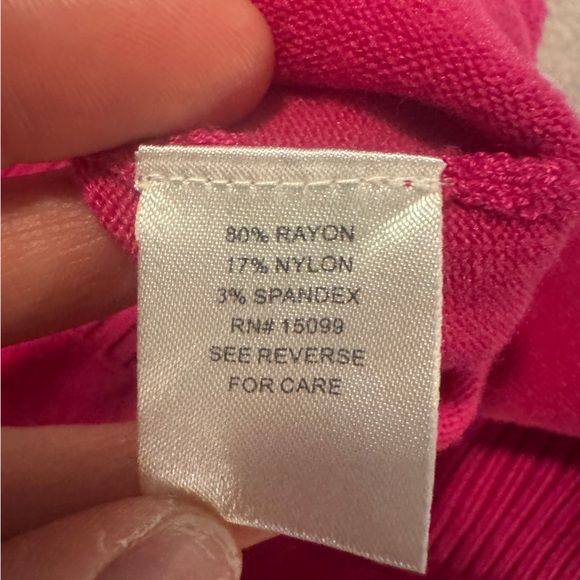 80% RAYON
17% NYLON
3% SPANDEX
RN# 15099
SEE REVERSE
FOR CARE